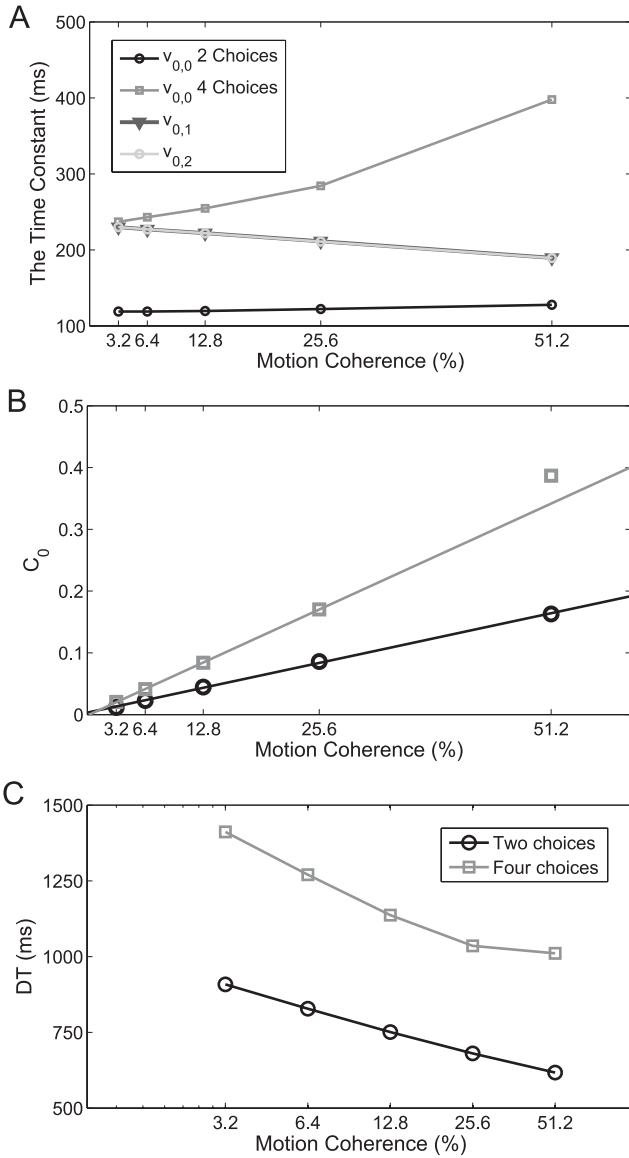 A
500
400
300
200
100
The Time Constant (ms)
v0,0 2 Choices
v0,0 4 Choices
v0,1
v0,2
3.2 6.4 12.8 25.6 51.2
Motion Coherence (%)
B
0.5
0.4
0.3
0.2
0.1
0
C0
3.2 6.4 12.8 25.6 51.2
Motion Coherence (%)
C
1500
1250
1000
750
500
DT (ms)
Two choices
Four choices
3.2 6.4 12.8 25.6 51.2
Motion Coherence (%)